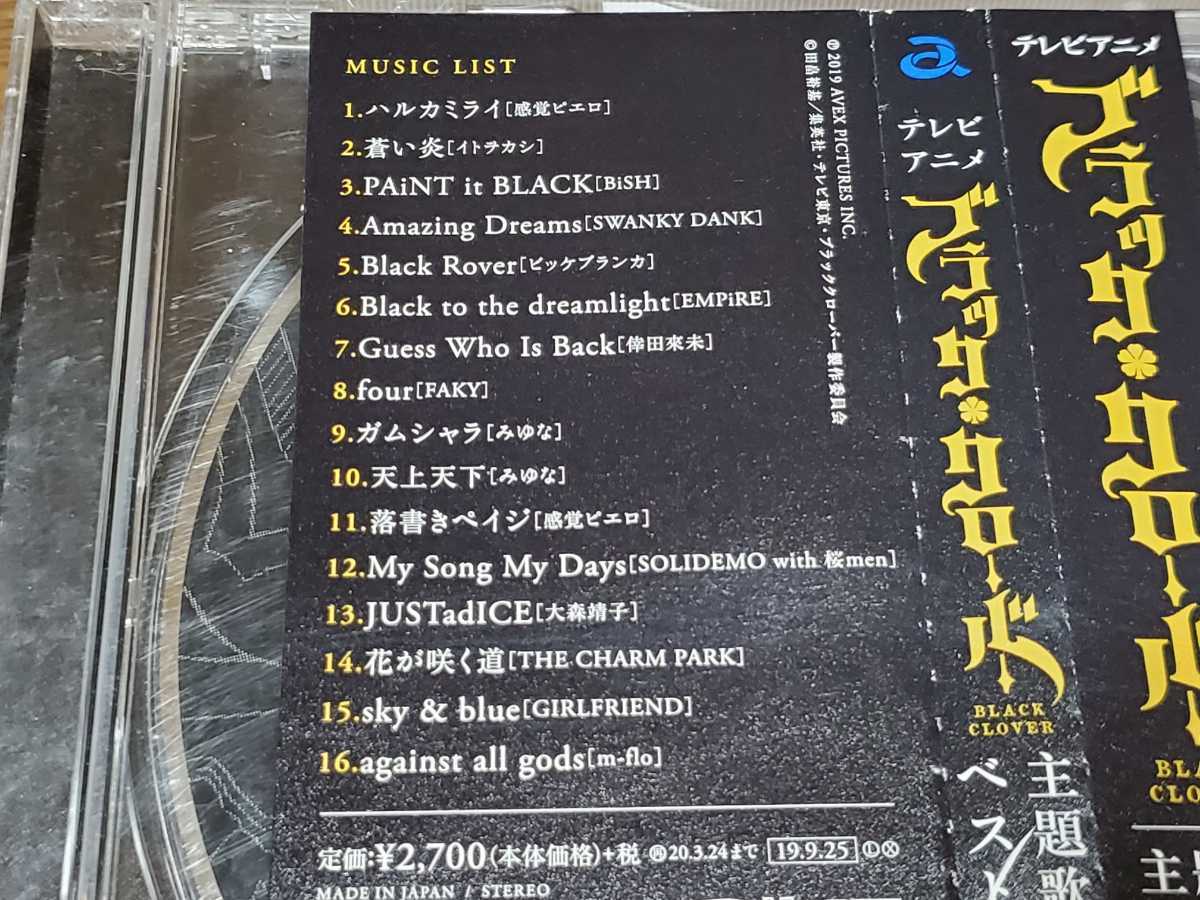 MUSIC LIST
1.ハルカミライ[感覚ピエロ]
2.蒼い炎[イトヲカシ]
3.PAiNT it BLACK[BiSH]
4.Amazing Dreams[SWANKY DANK]
5.Black Rover[ビッケブランカ]
6.Black to the dreamlight[EMPiRE]
7.Guess Who Is Back[倖田來未]
8.four[FAKY]
9.ガムシャラ[みゆな]
10.天上天下[みゆな]
11.落書きペイジ[感覚ピエロ]
12.My Song My Days[SOLIDEMO with 桜men]
13.JUSTadICE[大森靖子]
14.花が咲く道[THE CHARM PARK]
15.sky & blue[GIRLFRIEND]
16.against all gods[m-flo]
定価:¥2,700(本体価格)+税 ㊞20.3.24まで 19.9.25 Ⓛⓧ
MADE IN JAPAN / STEREO
℗2019 AVEX PICTURES INC.
©田畠裕基/集英社・テレビ東京・ブラッククローバー製作委員会
テレビ
アニメ
ブラッククローバー
BLACK
CLOVER
主題歌
ベスト
テレビアニメ
ブラッククローバー